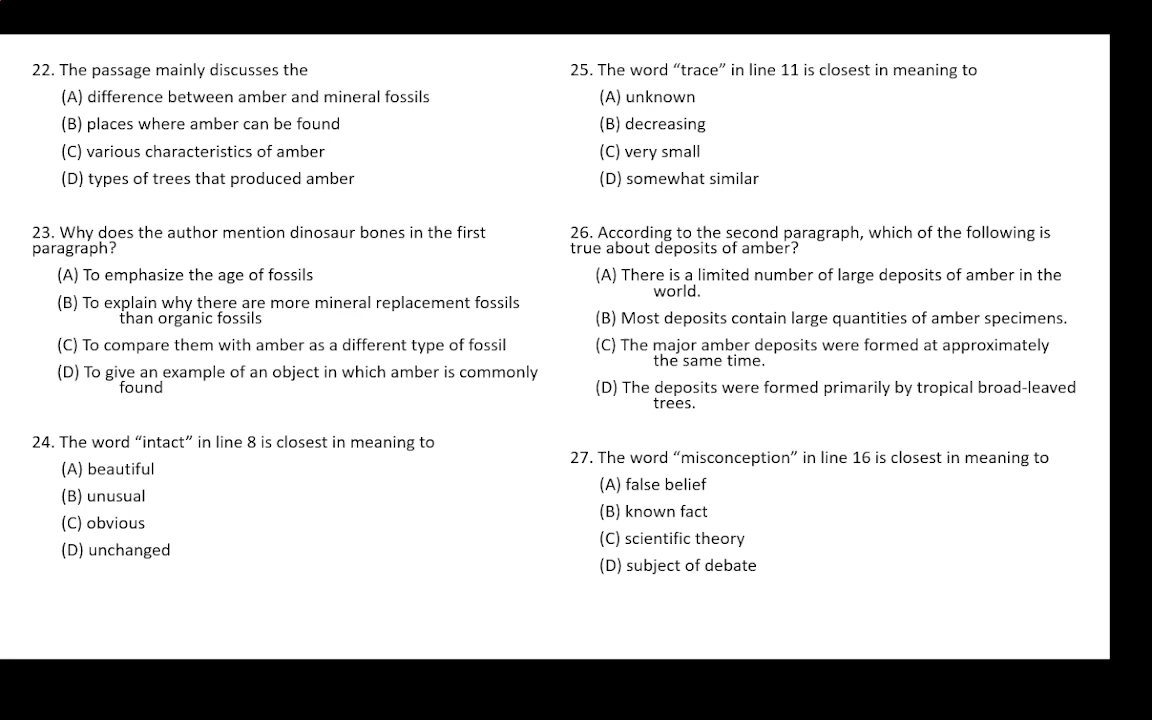 22. The passage mainly discusses the
(A) difference between amber and mineral fossils
(B) places where amber can be found
(C) various characteristics of amber
(D) types of trees that produced amber
23. Why does the author mention dinosaur bones in the first
paragraph?
(A) To emphasize the age of fossils
(B) To explain why there are more mineral replacement fossils
than organic fossils
(C) To compare them with amber as a different type of fossil
(D) To give an example of an object in which amber is commonly
found
24. The word “intact” in line 8 is closest in meaning to
(A) beautiful
(B) unusual
(C) obvious
(D) unchanged
25. The word “trace” in line 11 is closest in meaning to
(A) unknown
(B) decreasing
(C) very small
(D) somewhat similar
26. According to the second paragraph, which of the following is
true about deposits of amber?
(A) There is a limited number of large deposits of amber in the
world.
(B) Most deposits contain large quantities of amber specimens.
(C) The major amber deposits were formed at approximately
the same time.
(D) The deposits were formed primarily by tropical broad-leaved
trees.
27. The word “misconception” in line 16 is closest in meaning to
(A) false belief
(B) known fact
(C) scientific theory
(D) subject of debate